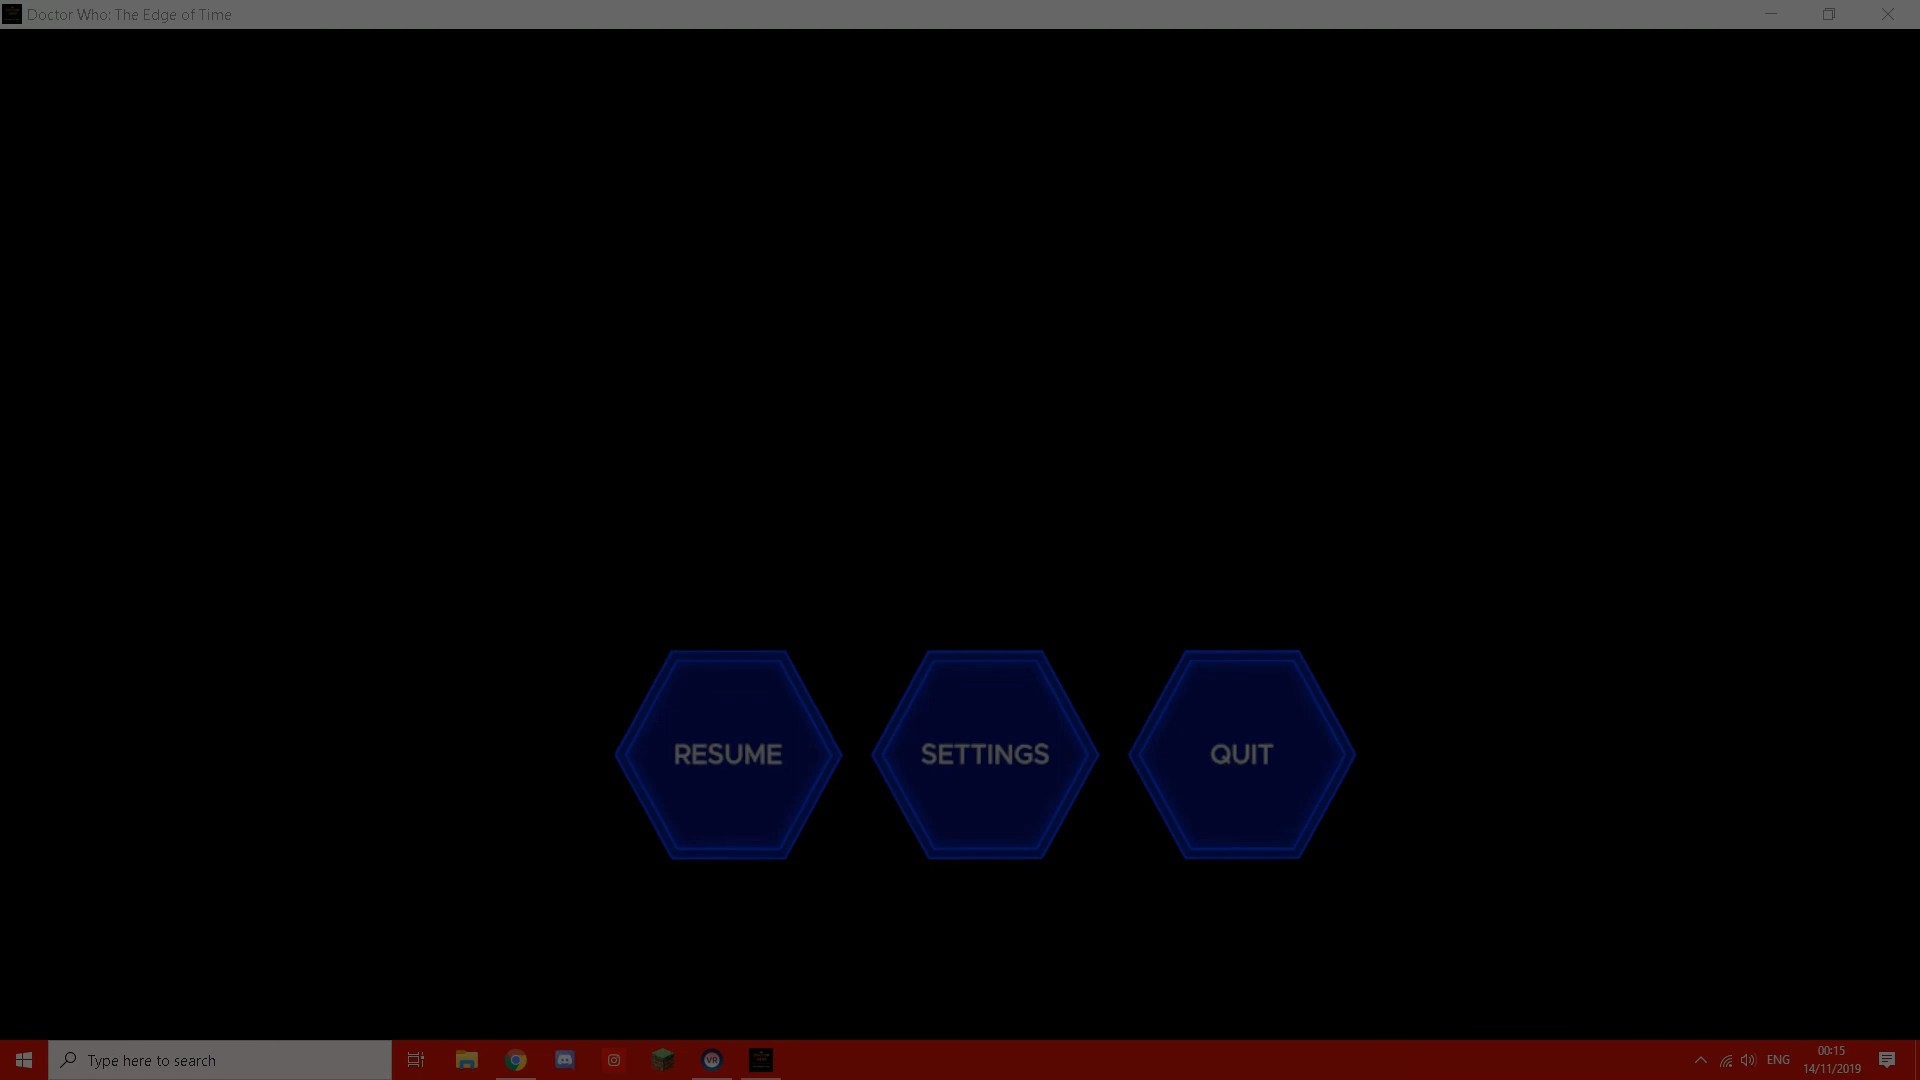 Doctor Who: The Edge of Time
RESUME
SETTINGS
QUIT
Type here to search
VR
ENG
00:15
14/11/2019